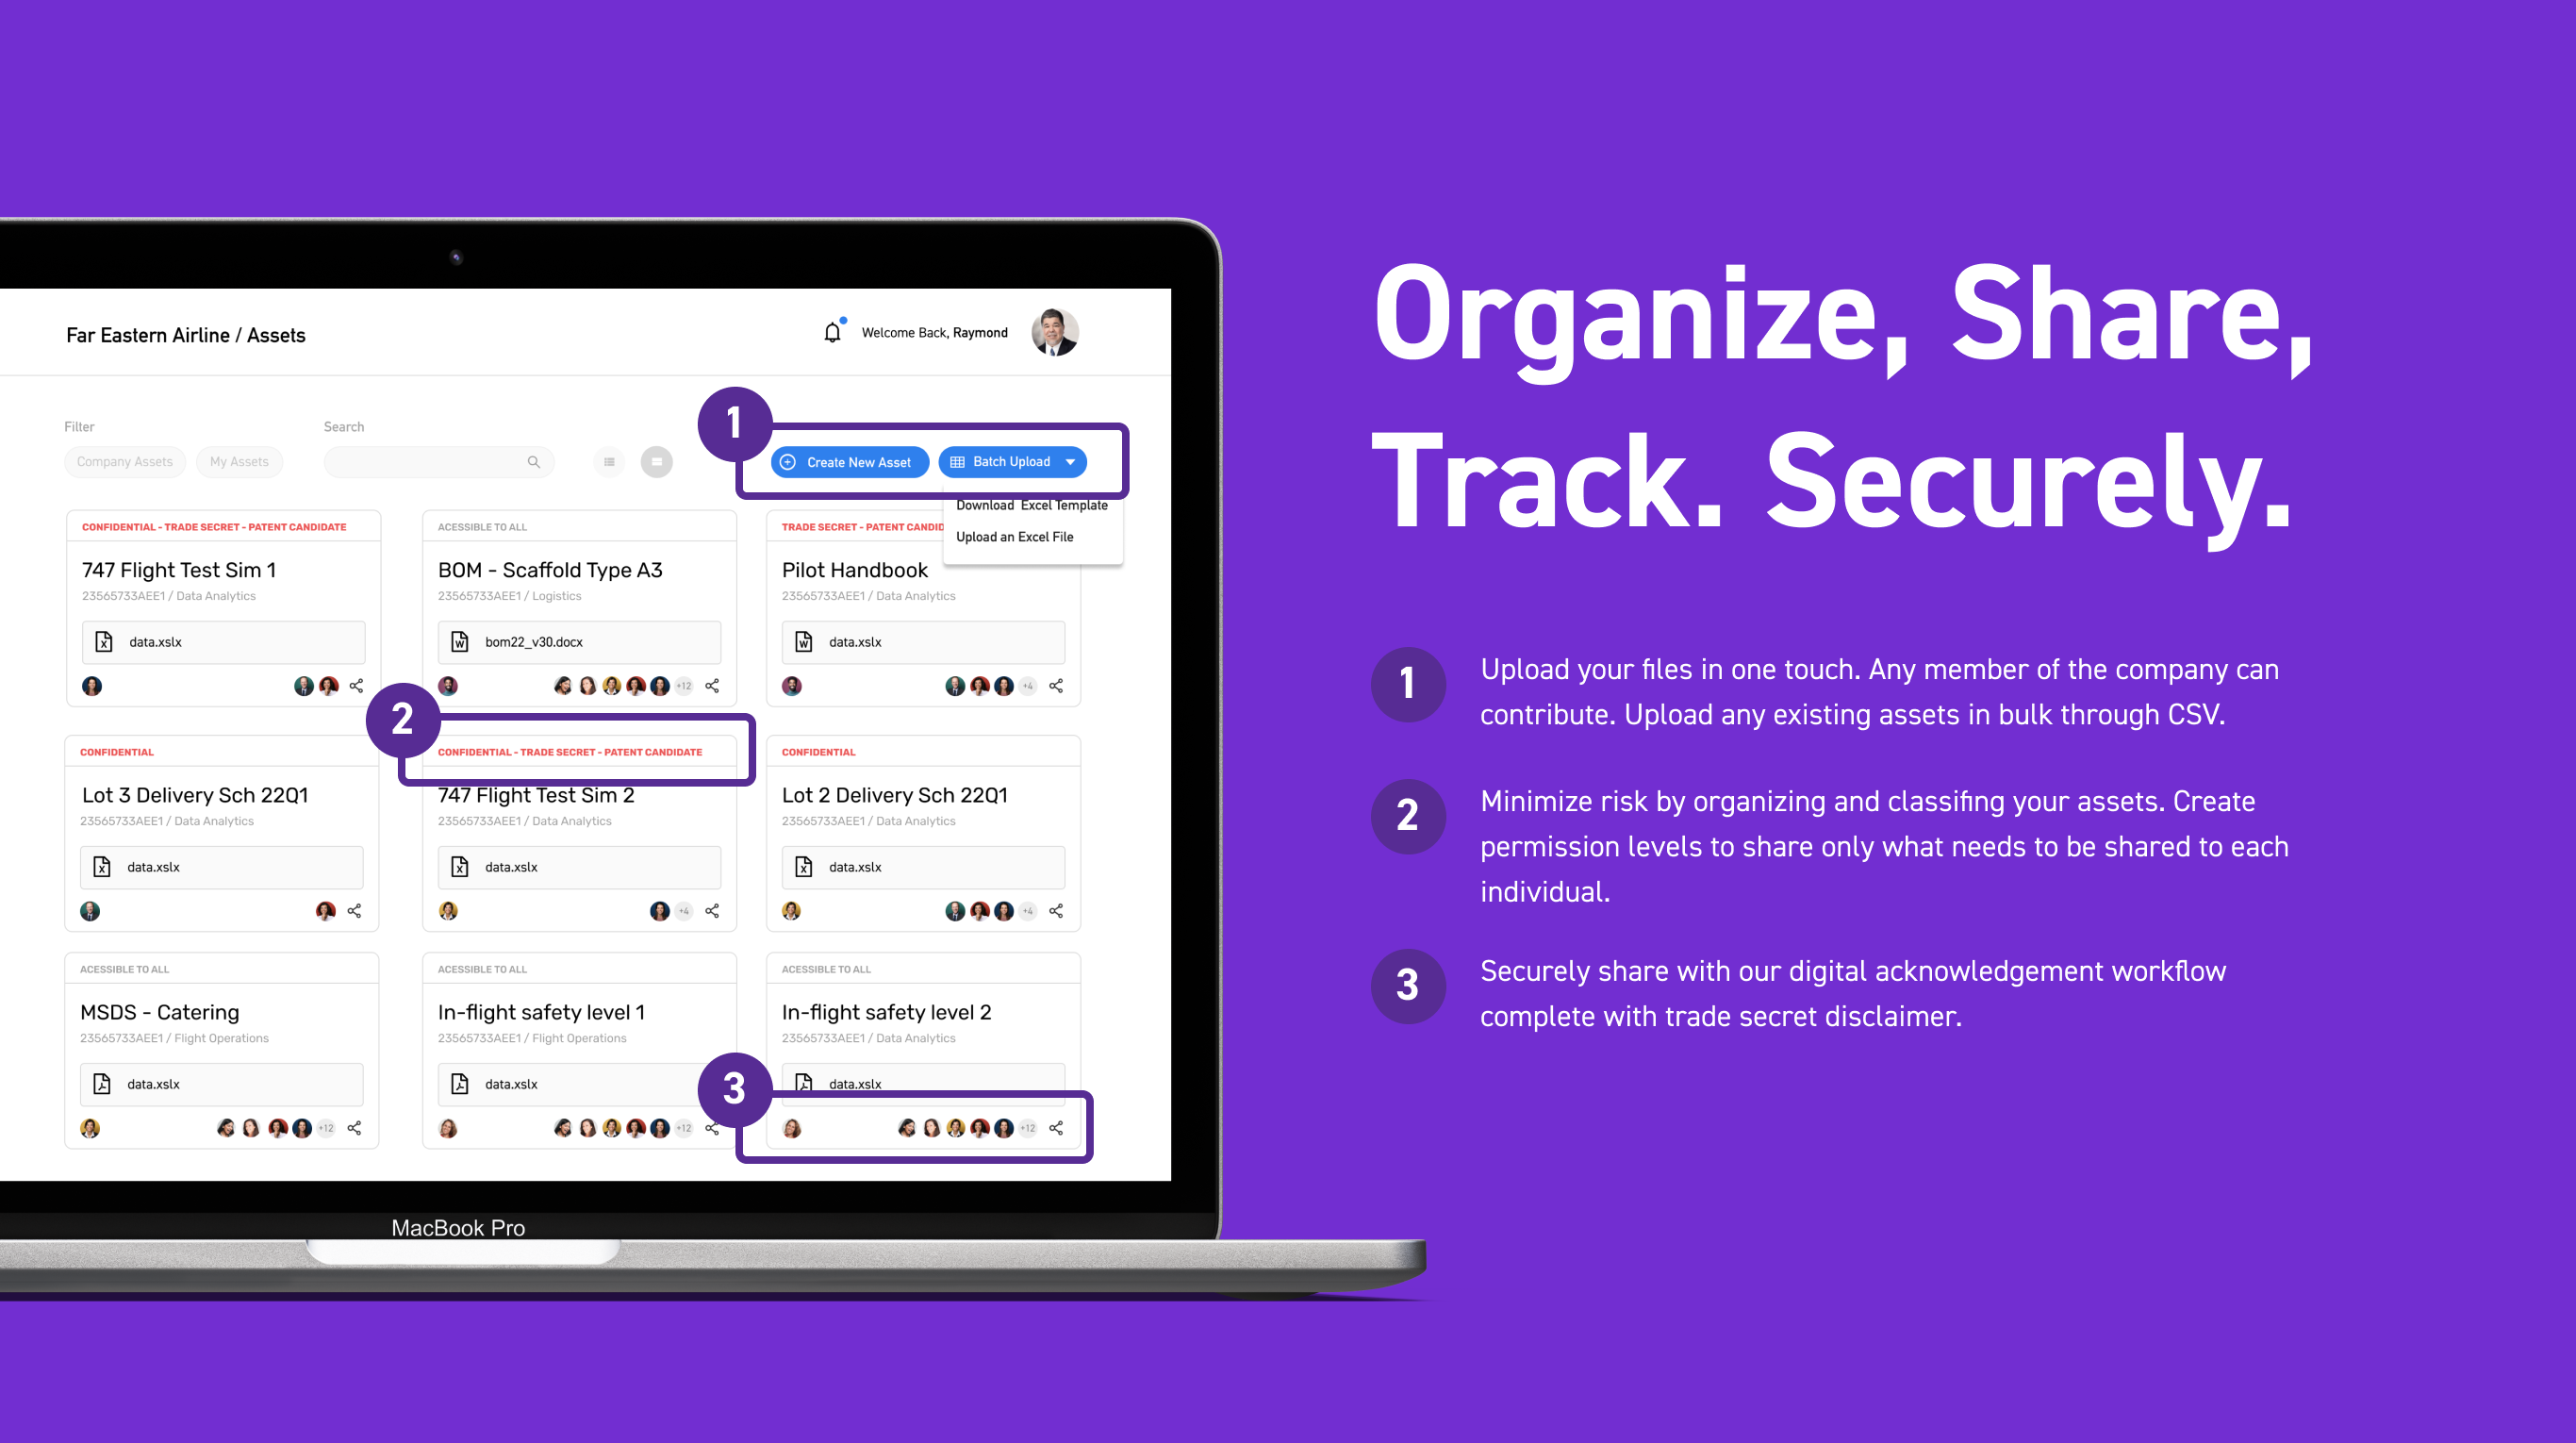 Far Eastern Airline / Assets
Welcome Back, Raymond
Filter
Search
Company Assets
My Assets
1
Create New Asset
Batch Upload
Download Excel Template
Upload an Excel File
CONFIDENTIAL - TRADE SECRET - PATENT CANDIDATE
747 Flight Test Sim 1
23565733AEE1 / Data Analytics
data.xslx
ACESSIBLE TO ALL
BOM - Scaffold Type A3
23565733AEE1 / Logistics
bom22_v30.docx
+12
TRADE SECRET - PATENT CANDID
Pilot Handbook
23565733AEE1 / Data Analytics
data.xslx
+4
CONFIDENTIAL
Lot 3 Delivery Sch 22Q1
23565733AEE1 / Data Analytics
data.xslx
2
CONFIDENTIAL - TRADE SECRET - PATENT CANDIDATE
747 Flight Test Sim 2
23565733AEE1 / Data Analytics
data.xslx
+4
CONFIDENTIAL
Lot 2 Delivery Sch 22Q1
23565733AEE1 / Data Analytics
data.xslx
+4
ACESSIBLE TO ALL
MSDS - Catering
23565733AEE1 / Flight Operations
data.xslx
+12
ACESSIBLE TO ALL
In-flight safety level 1
23565733AEE1 / Flight Operations
data.xslx
+12
ACESSIBLE TO ALL
In-flight safety level 2
23565733AEE1 / Data Analytics
data.xslx
3
+12
MacBook Pro
Organize, Share,
Track. Securely.
1
Upload your files in one touch. Any member of the company can
contribute. Upload any existing assets in bulk through CSV.
2
Minimize risk by organizing and classifing your assets. Create
permission levels to share only what needs to be shared to each
individual.
3
Securely share with our digital acknowledgement workflow
complete with trade secret disclaimer.